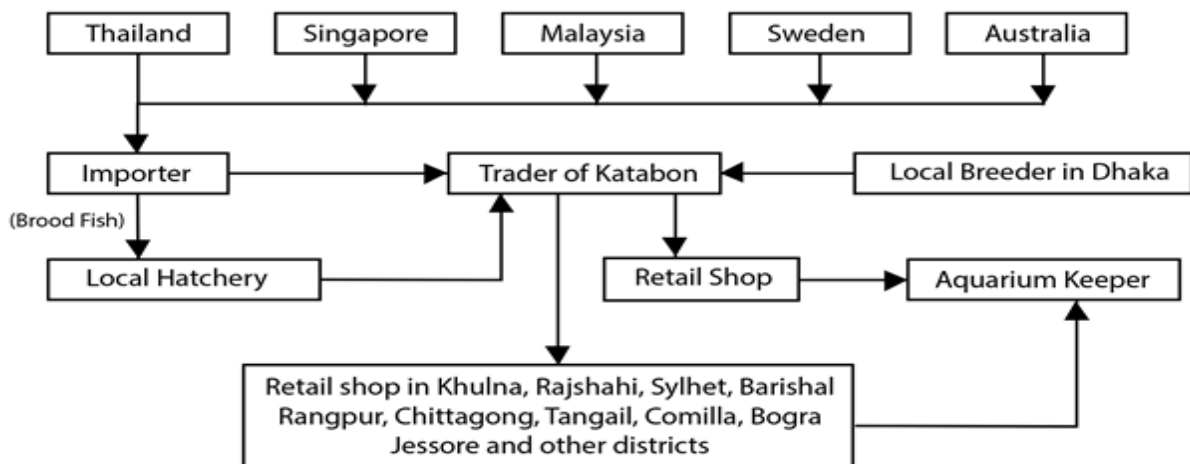 Thailand
Singapore
Malaysia
Sweden
Australia
Importer
Trader of Katabon
Local Breeder in Dhaka
(Brood Fish)
Local Hatchery
Retail Shop
Aquarium Keeper
Retail shop in Khulna, Rajshahi, Sylhet, Barishal
Rangpur, Chittagong, Tangail, Comilla, Bogra
Jessore and other districts